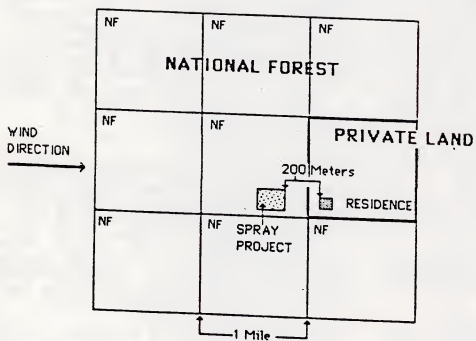 NF NF NF
NATIONAL FOREST
NF NF
PRIVATE LAND
WIND
DIRECTION
200 Meters
RESIDENCE
NF NF NF
SPRAY
PROJECT
1 Mile